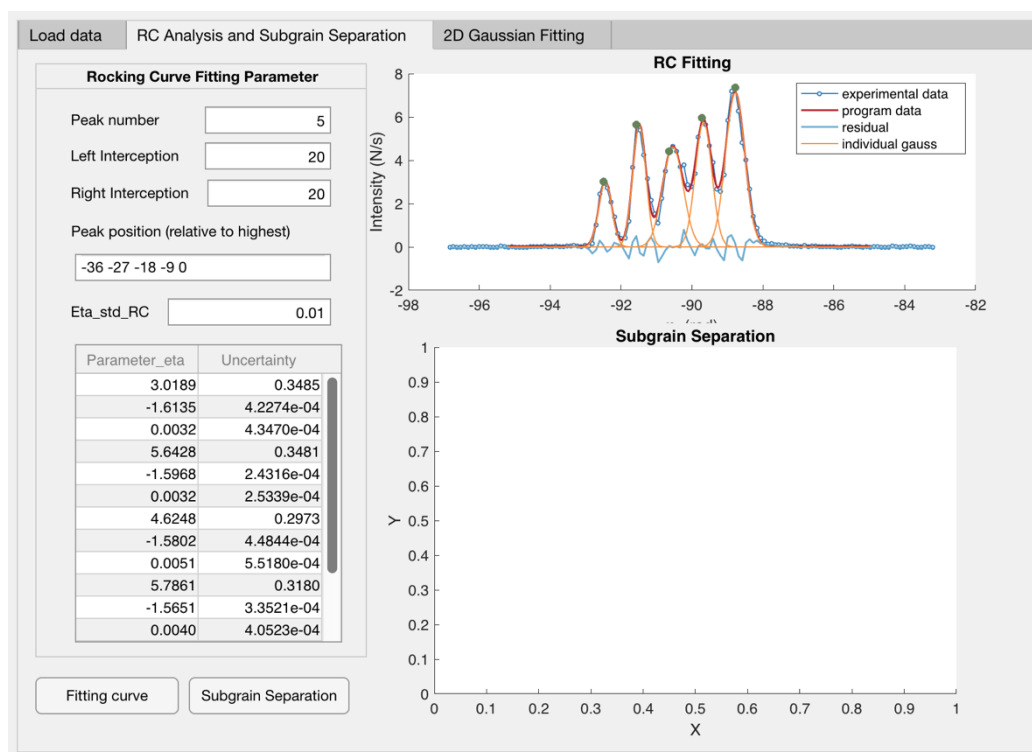 Load data
RC Analysis and Subgrain Separation
2D Gaussian Fitting
Rocking Curve Fitting Parameter
Peak number
5
Left Interception
20
Right Interception
20
Peak position (relative to highest)
-36 -27 -18 -9 0
Eta_std_RC
0.01
Parameter_eta Uncertainty
3.0189 0.3485
-1.6135 4.2274e-04
0.0032 4.3470e-04
5.6428 0.3481
-1.5968 2.4316e-04
0.0032 2.5339e-04
4.6248 0.2973
-1.5802 4.4844e-04
0.0051 5.5180e-04
5.7861 0.3180
-1.5651 3.3521e-04
0.0040 4.0523e-04
Fitting curve
Subgrain Separation
RC Fitting
8
6
4
2
0
-2
Intensity (N/s)
experimental data
program data
residual
individual gauss
-98 -96 -94 -92 -90 -88 -86 -84 -82
Subgrain Separation
1
0.9
0.8
0.7
0.6
0.5
0.4
0.3
0.2
0.1
0
Y
0 0.1 0.2 0.3 0.4 0.5 0.6 0.7 0.8 0.9 1
X